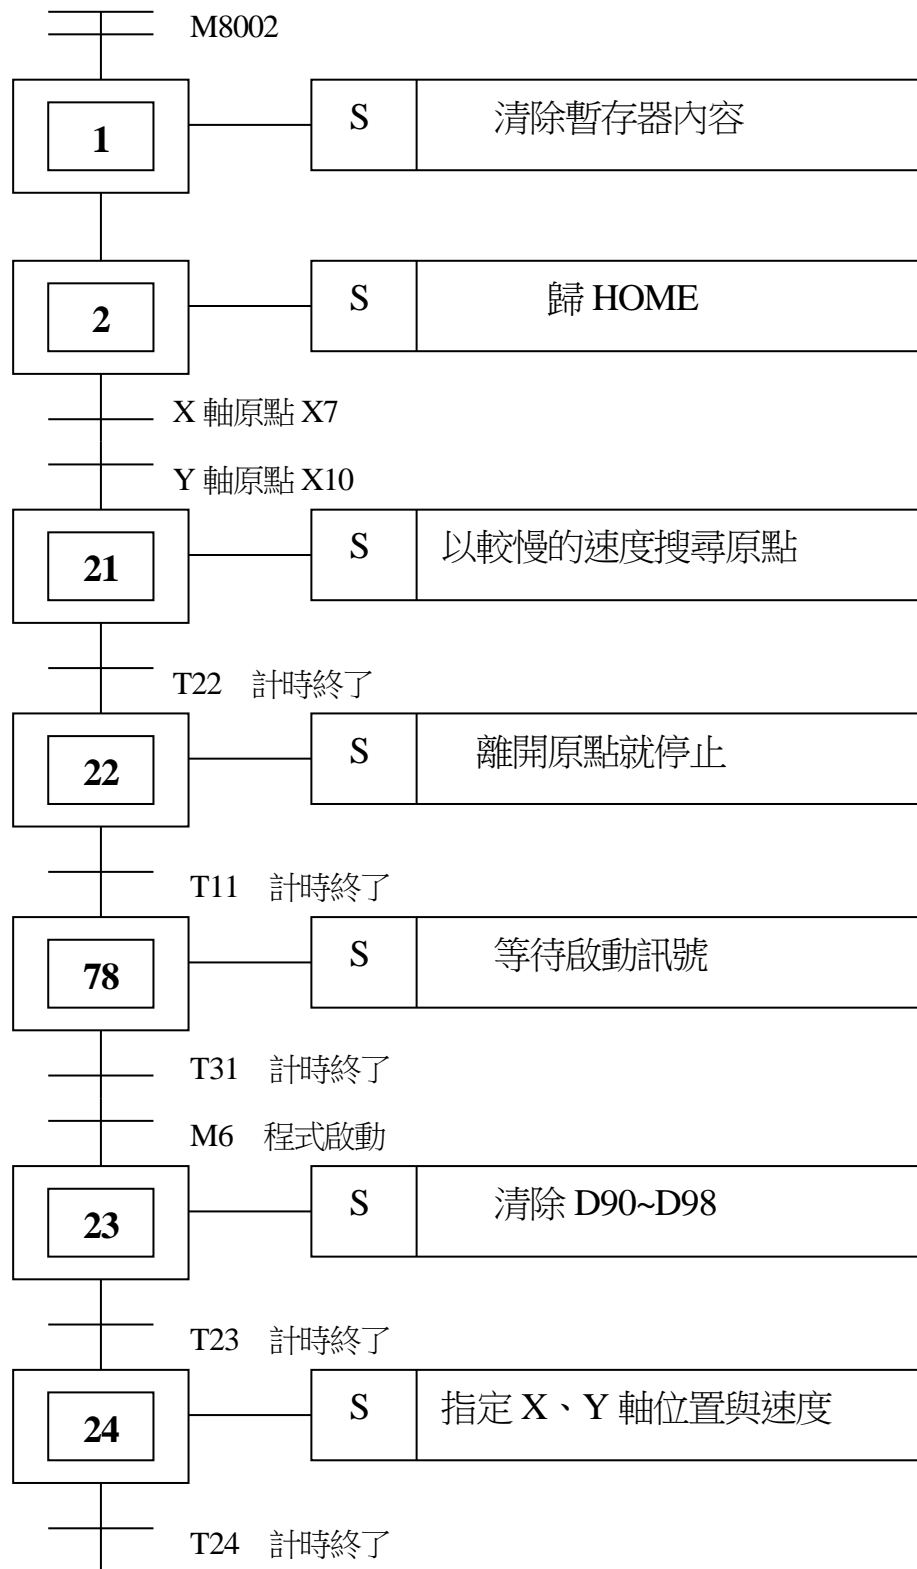 M8002
1 S 清除暫存器內容
2 S 歸 HOME
X 軸原點 X7
Y 軸原點 X10
21 S 以較慢的速度搜尋原點
T22 計時終了
22 S 離開原點就停止
T11 計時終了
78 S 等待啟動訊號
T31 計時終了
M6 程式啟動
23 S 清除 D90~D98
T23 計時終了
24 S 指定 X、Y 軸位置與速度
T24 計時終了